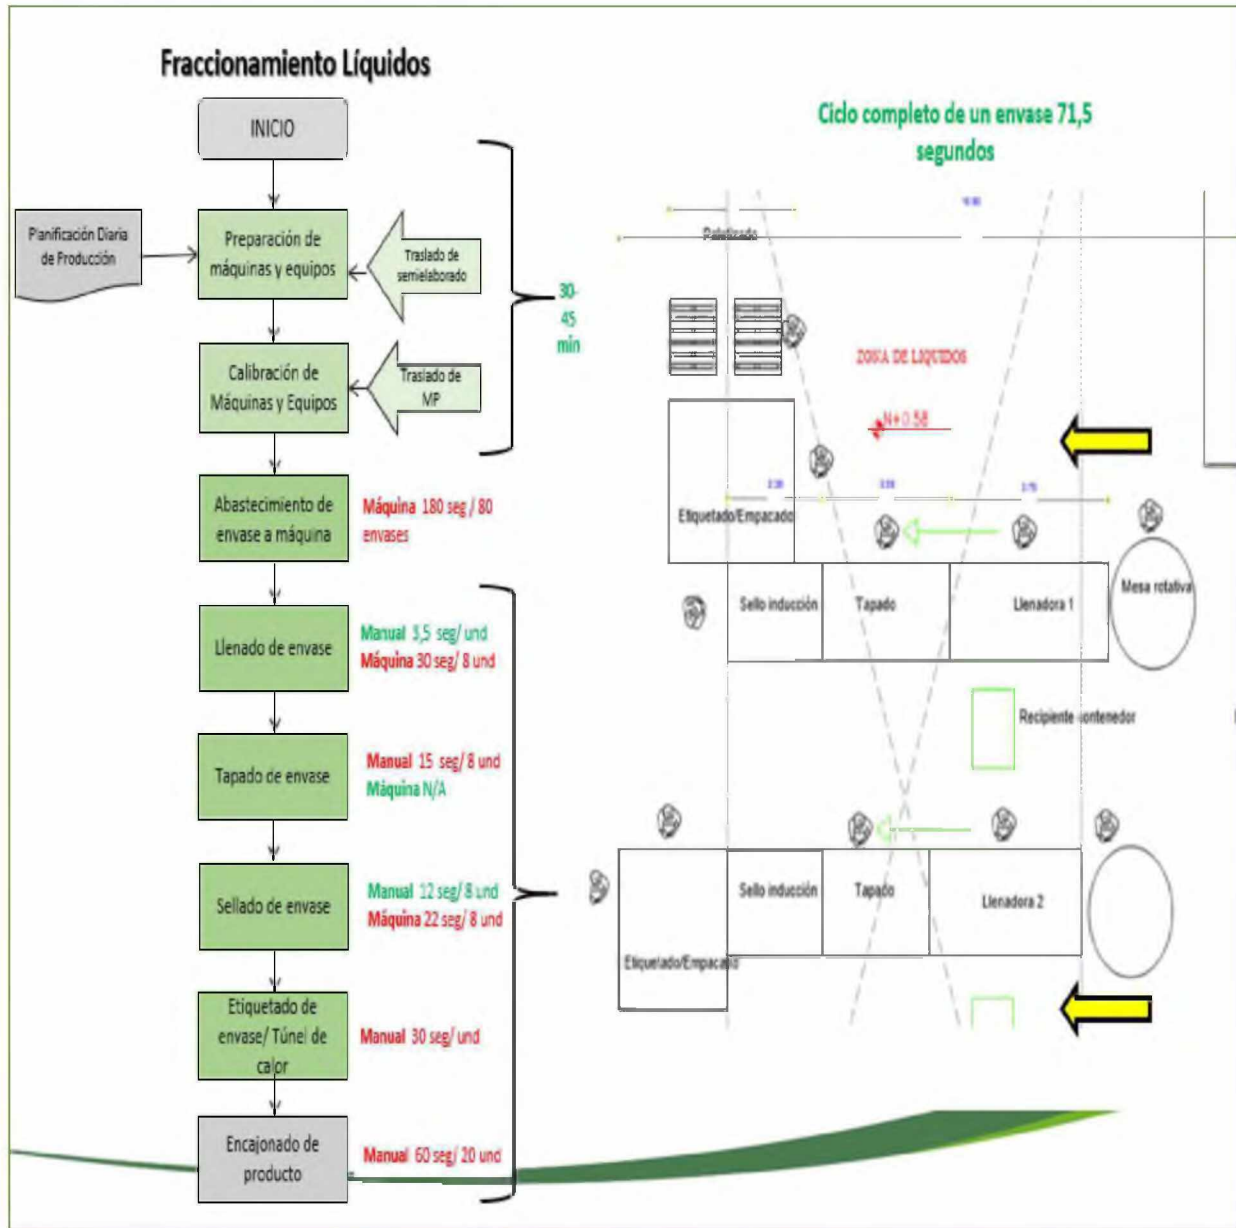 Fraccionamiento Líquidos
INICIO
Planificación Diaria
de Producción
Preparación de
máquinas y equipos
Traslado de
semielaborado
30-
45
min
Calibración de
Máquinas y Equipos
Traslado de
MP
Abastecimiento de
envase a máquina
Máquina 180 seg / 80
envases
Llenado de envase
Manual 3,5 seg/ und
Máquina 30 seg/ 8 und
Tapado de envase
Manual 15 seg/ 8 und
Máquina N/A
Sellado de envase
Manual 12 seg/ 8 und
Máquina 22 seg/ 8 und
Etiquetado de
envase/ Túnel de
calor
Manual 30 seg/ und
Encajonado de
producto
Manual 60 seg/ 20 und
Ciclo completo de un envase 71,5
segundos
Paletizado
ZONA DE LIQUIDOS
N+0.58
Etiquetado/Empacado
Sello inducción
Tapado
Llenadora 1
Mesa rotativa
Recipiente contenedor
Sello inducción
Tapado
Llenadora 2
Etiquetado/Empacado